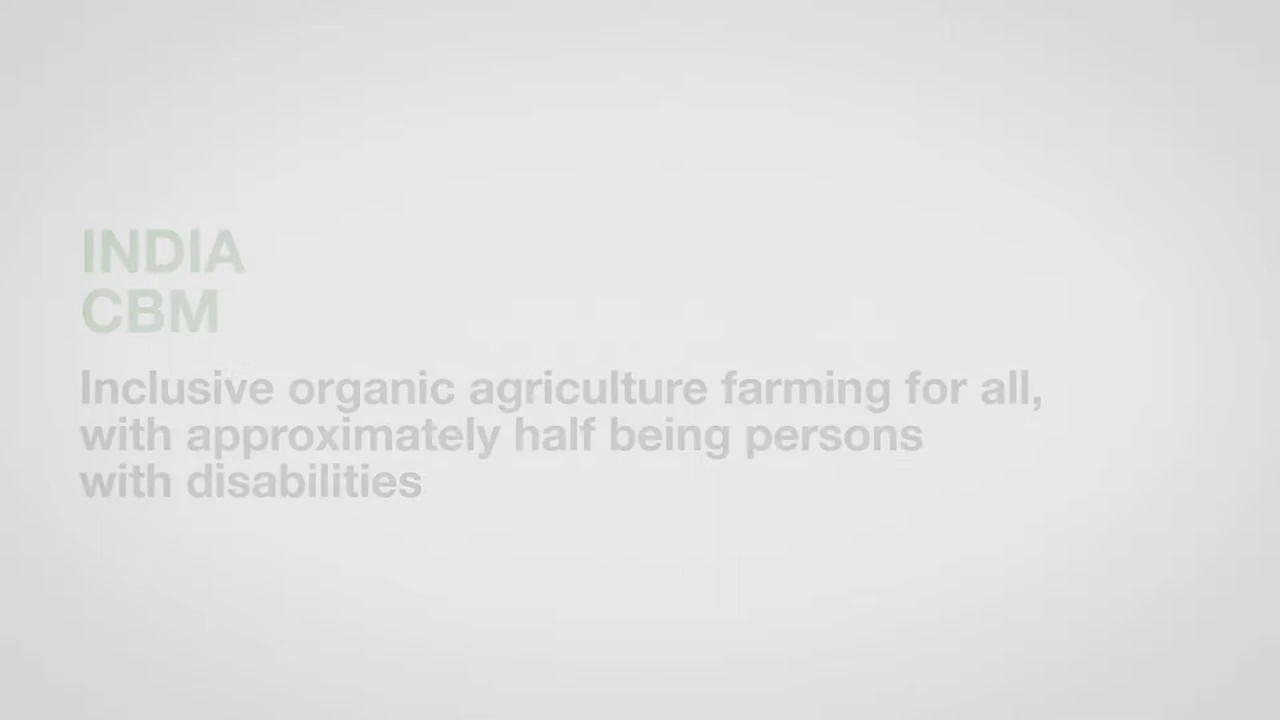 INDIA
CBM
Inclusive organic agriculture farming for all,
with approximately half being persons
with disabilities